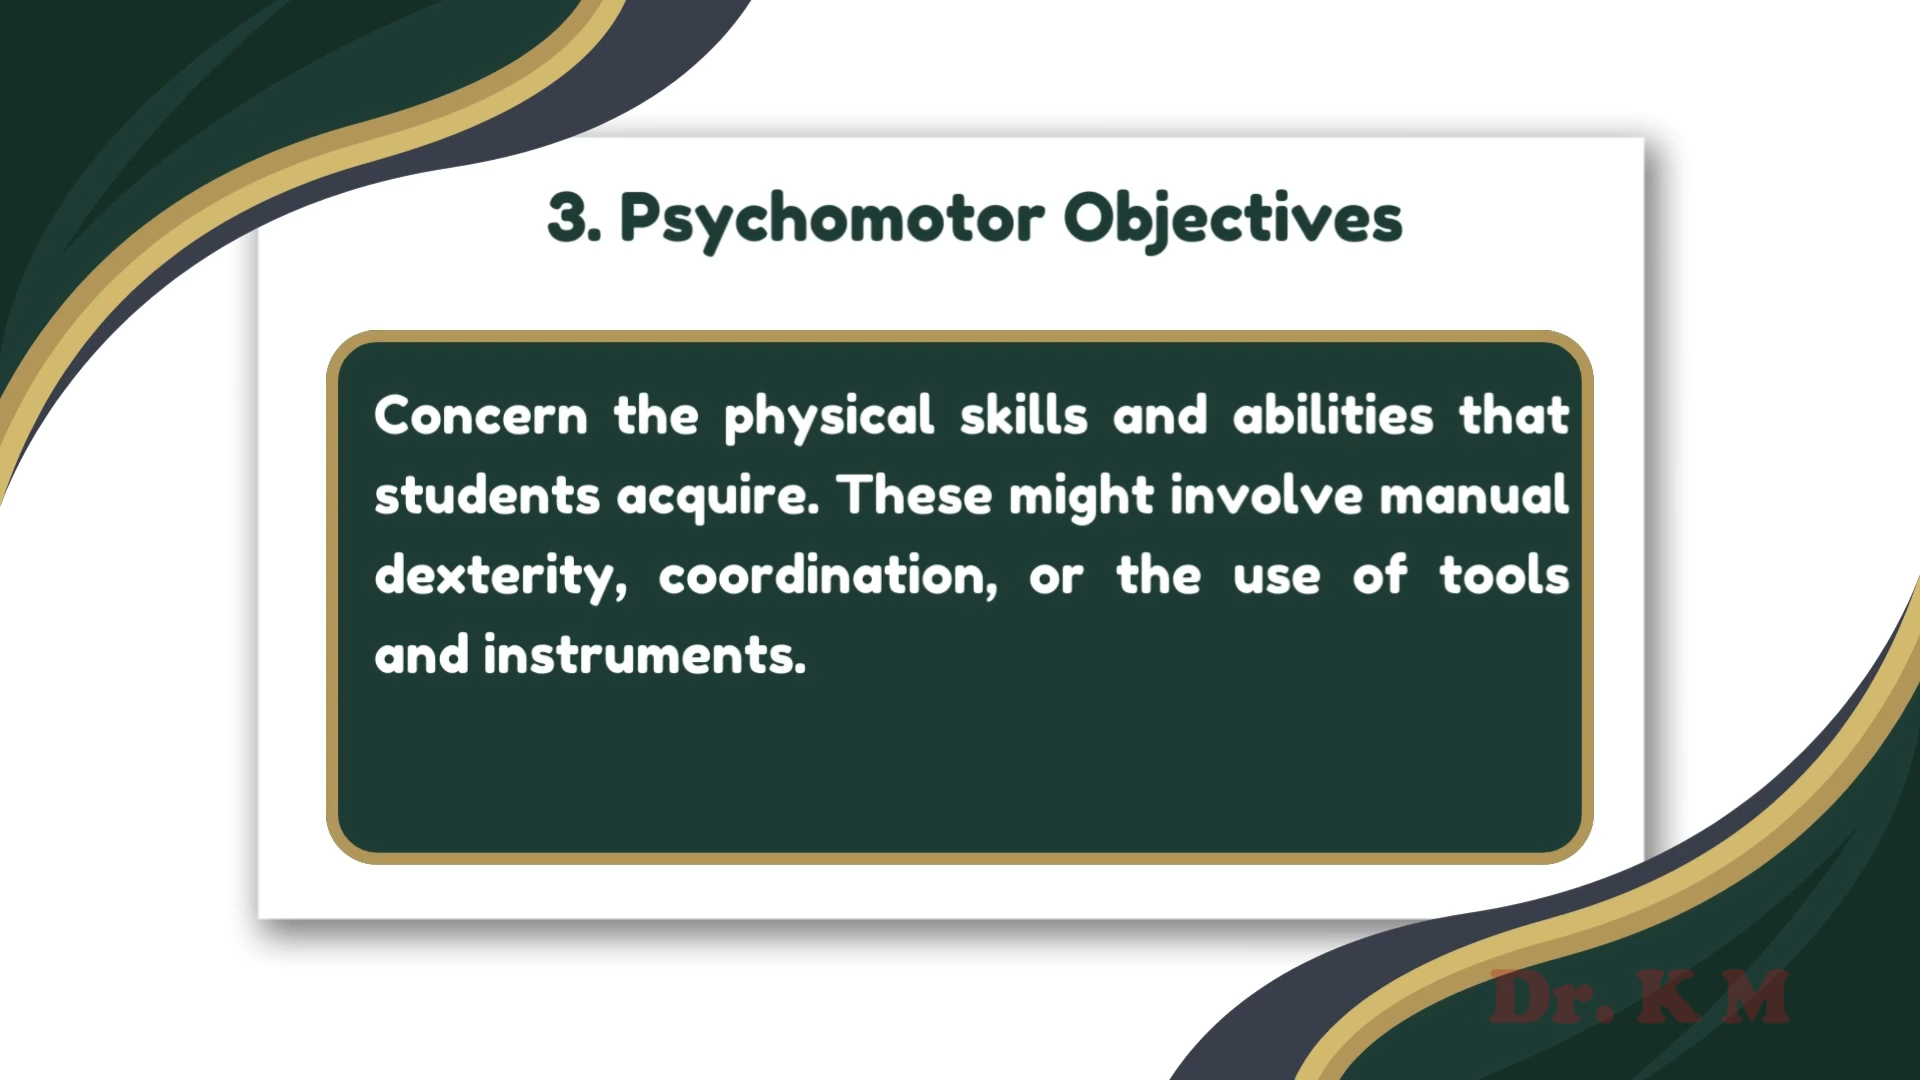 3. Psychomotor Objectives
Concern the physical skills and abilities that
students acquire. These might involve manual
dexterity, coordination, or the use of tools
and instruments.
Dr. K M